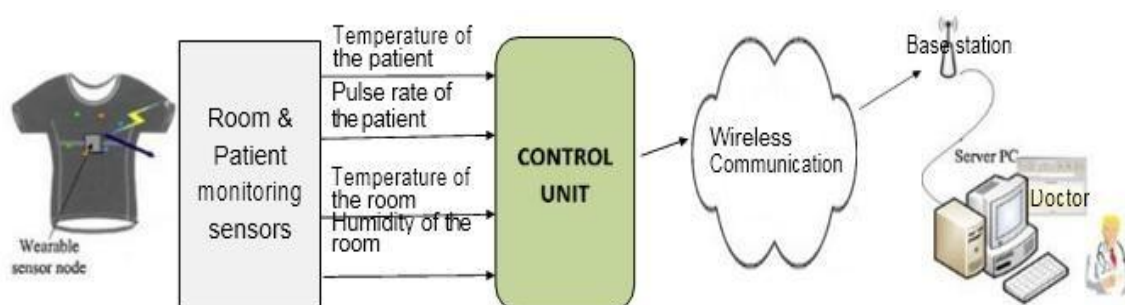 Wearable
sensor node
Room &
Patient
monitoring
sensors
Temperature of
the patient
Pulse rate of
the patient
Temperature of
the room
Humidity of the
room
CONTROL
UNIT
Wireless
Communication
Base station
Server PC
Doctor